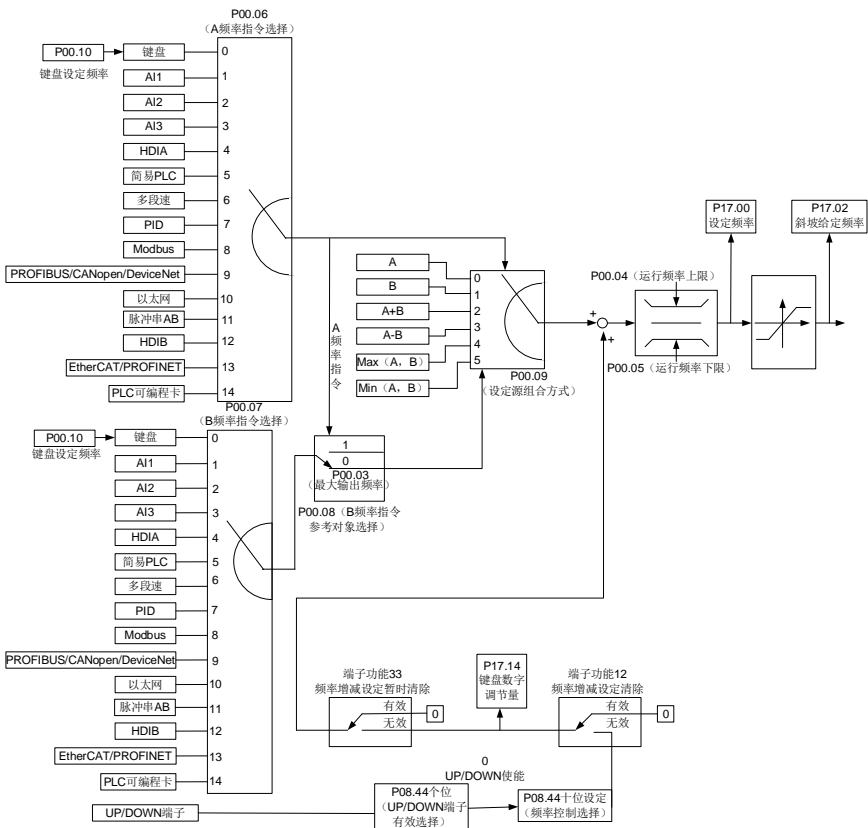 P00.06
（A频率指令选择）
P00.10
键盘设定频率
键盘
0
AI1
1
AI2
2
AI3
3
HDIA
4
简易PLC
5
多段速
6
PID
7
Modbus
8
PROFIBUS/CANopen/DeviceNet
9
以太网
10
脉冲串AB
11
HDIB
12
EtherCAT/PROFINET
13
PLC可编程卡
14
A频率指令
A
0
B
1
A+B
2
A-B
3
Max（A，B）
4
Min（A，B）
5
P00.09
（设定源组合方式）
+
+
P00.04（运行频率上限）
P00.05（运行频率下限）
P17.00
设定频率
P17.02
斜坡给定频率
P00.07
（B频率指令选择）
P00.10
键盘设定频率
键盘
0
AI1
1
AI2
2
AI3
3
HDIA
4
简易PLC
5
多段速
6
PID
7
Modbus
8
PROFIBUS/CANopen/DeviceNet
9
以太网
10
脉冲串AB
11
HDIB
12
EtherCAT/PROFINET
13
PLC可编程卡
14
1
0
P00.03
（最大输出频率）
P00.08（B频率指令
参考对象选择）
端子功能33
频率增减设定暂时清除
有效
无效
0
P17.14
键盘数字
调节量
端子功能12
频率增减设定清除
有效
无效
0
0
UP/DOWN使能
UP/DOWN端子
P08.44个位
（UP/DOWN端子
有效选择）
P08.44十位设定
（频率控制选择）